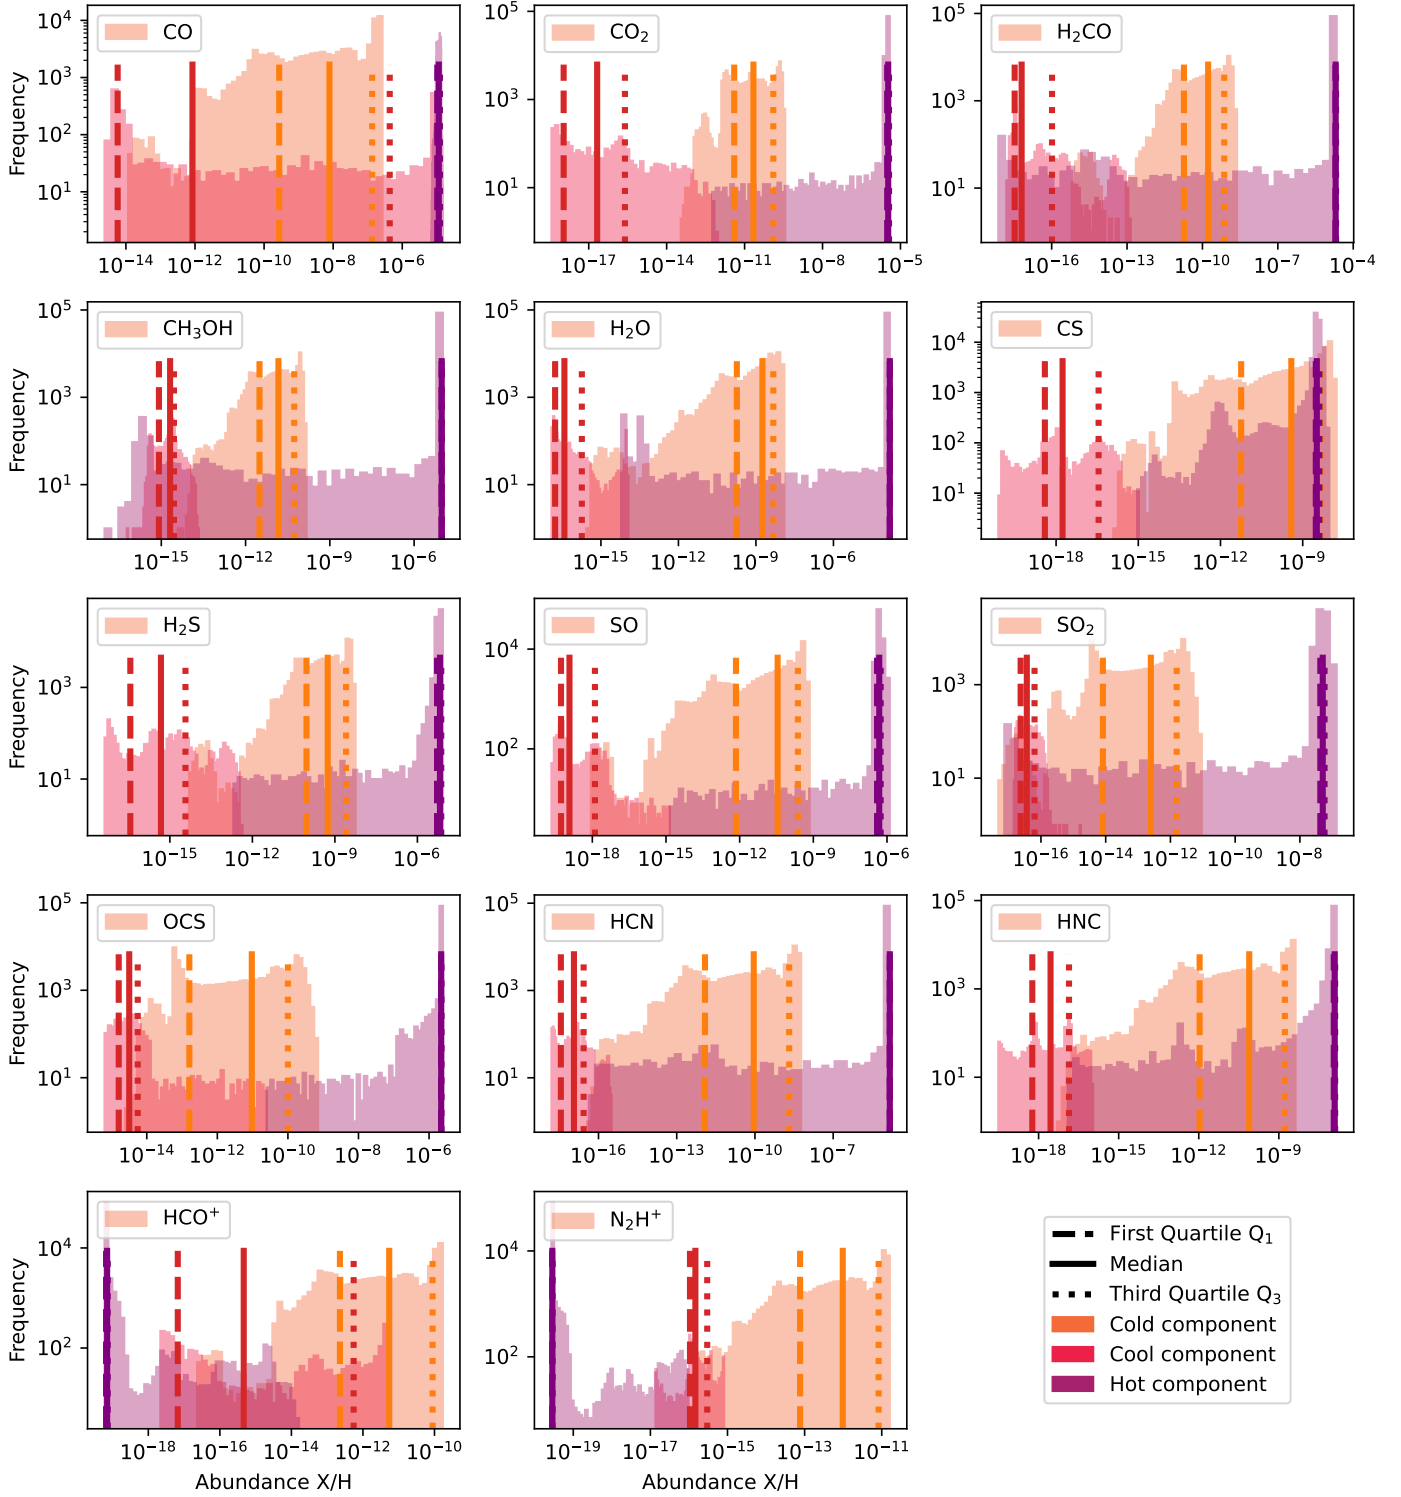 CO
CO₂
H₂CO
10⁴
10³
10²
10¹
10⁵
10³
10¹
10⁵
10³
10¹
Frequency
10⁻¹⁴ 10⁻¹² 10⁻¹⁰ 10⁻⁸ 10⁻⁶
10⁻¹⁷ 10⁻¹⁴ 10⁻¹¹ 10⁻⁸ 10⁻⁵
10⁻¹⁶ 10⁻¹³ 10⁻¹⁰ 10⁻⁷ 10⁻⁴
CH₃OH
H₂O
CS
10⁵
10³
10¹
10⁵
10³
10¹
10⁴
10³
10²
10¹
Frequency
10⁻¹⁵ 10⁻¹² 10⁻⁹ 10⁻⁶
10⁻¹⁵ 10⁻¹² 10⁻⁹ 10⁻⁶
10⁻¹⁸ 10⁻¹⁵ 10⁻¹² 10⁻⁹
H₂S
SO
SO₂
10³
10¹
10⁴
10²
10³
10¹
Frequency
10⁻¹⁵ 10⁻¹² 10⁻⁹ 10⁻⁶
10⁻¹⁸ 10⁻¹⁵ 10⁻¹² 10⁻⁹ 10⁻⁶
10⁻¹⁶ 10⁻¹⁴ 10⁻¹² 10⁻¹⁰ 10⁻⁸
OCS
HCN
HNC
10⁵
10³
10¹
10⁵
10³
10¹
10⁵
10³
10¹
Frequency
10⁻¹⁴ 10⁻¹² 10⁻¹⁰ 10⁻⁸ 10⁻⁶
10⁻¹⁶ 10⁻¹³ 10⁻¹⁰ 10⁻⁷
10⁻¹⁸ 10⁻¹⁵ 10⁻¹² 10⁻⁹
HCO⁺
N₂H⁺
10⁴
10²
10⁴
10²
Frequency
10⁻¹⁸ 10⁻¹⁶ 10⁻¹⁴ 10⁻¹² 10⁻¹⁰
10⁻¹⁹ 10⁻¹⁷ 10⁻¹⁵ 10⁻¹³ 10⁻¹¹
Abundance X/H
Abundance X/H
First Quartile Q₁
Median
Third Quartile Q₃
Cold component
Cool component
Hot component